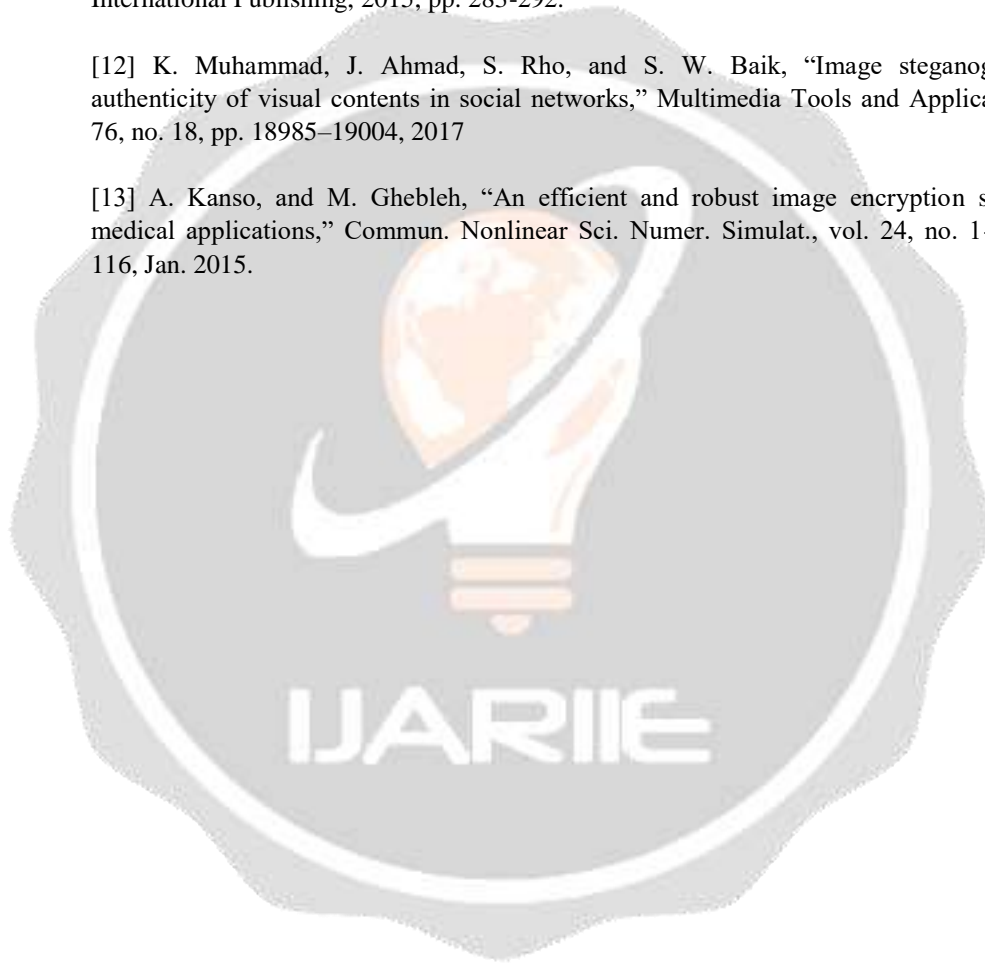 International Publishing, 2015, pp. 283-292.
[12] K. Muhammad, J. Ahmad, S. Rho, and S. W. Baik, “Image steganog
authenticity of visual contents in social networks,” Multimedia Tools and Applica
76, no. 18, pp. 18985–19004, 2017
[13] A. Kanso, and M. Ghebleh, “An efficient and robust image encryption s
medical applications,” Commun. Nonlinear Sci. Numer. Simulat., vol. 24, no. 1-
116, Jan. 2015.
IJARIIE